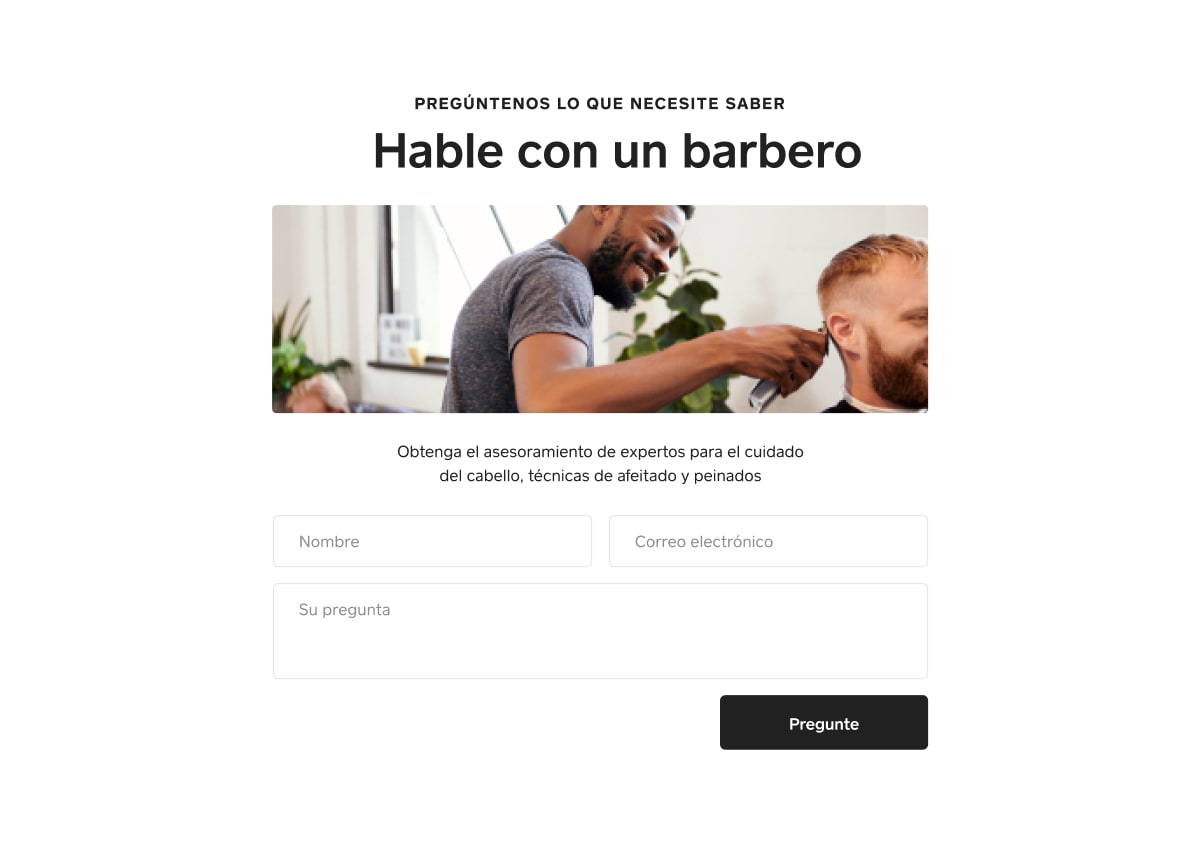 PREGÚNTENOS LO QUE NECESITE SABER
Hable con un barbero
Obtenga el asesoramiento de expertos para el cuidado
del cabello, técnicas de afeitado y peinados
Nombre
Correo electrónico
Su pregunta
Pregunte